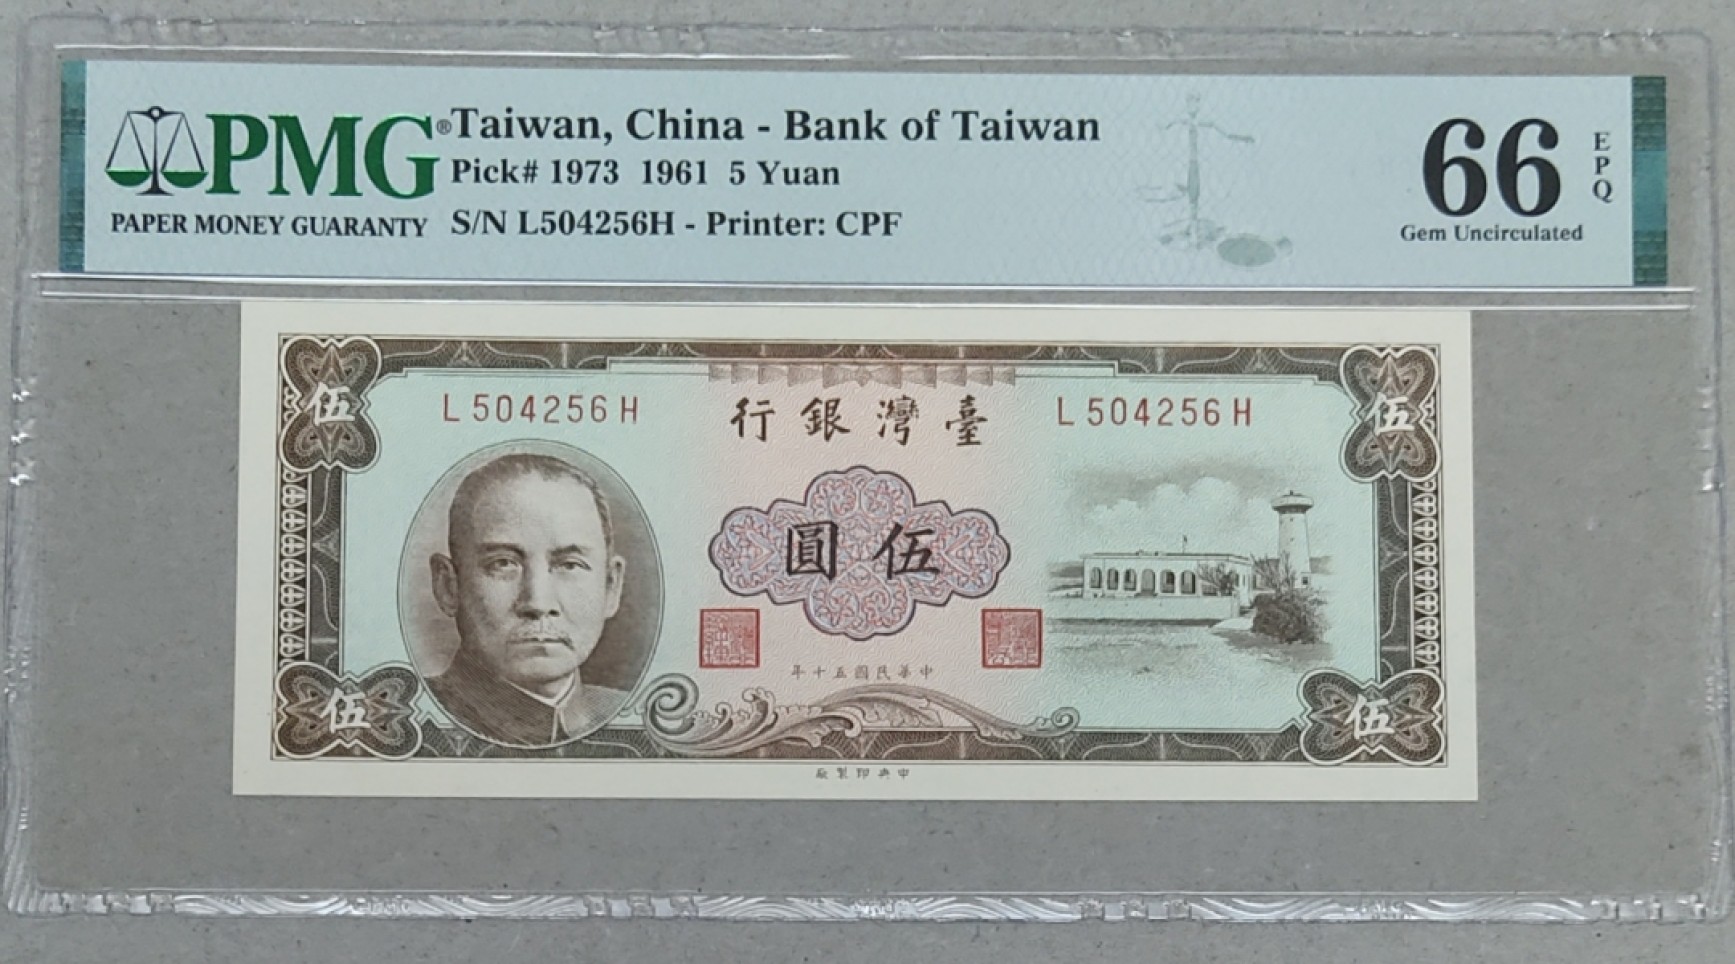 PMG®
PAPER MONEY GUARANTY
Taiwan, China - Bank of Taiwan
Pick# 1973 1961 5 Yuan
S/N L504256H - Printer: CPF
66
EPQ
Gem Uncirculated
伍
伍
L504256H
行銀灣臺
L504256H
圓伍
年十五國民華中
伍
伍
廠製印央中